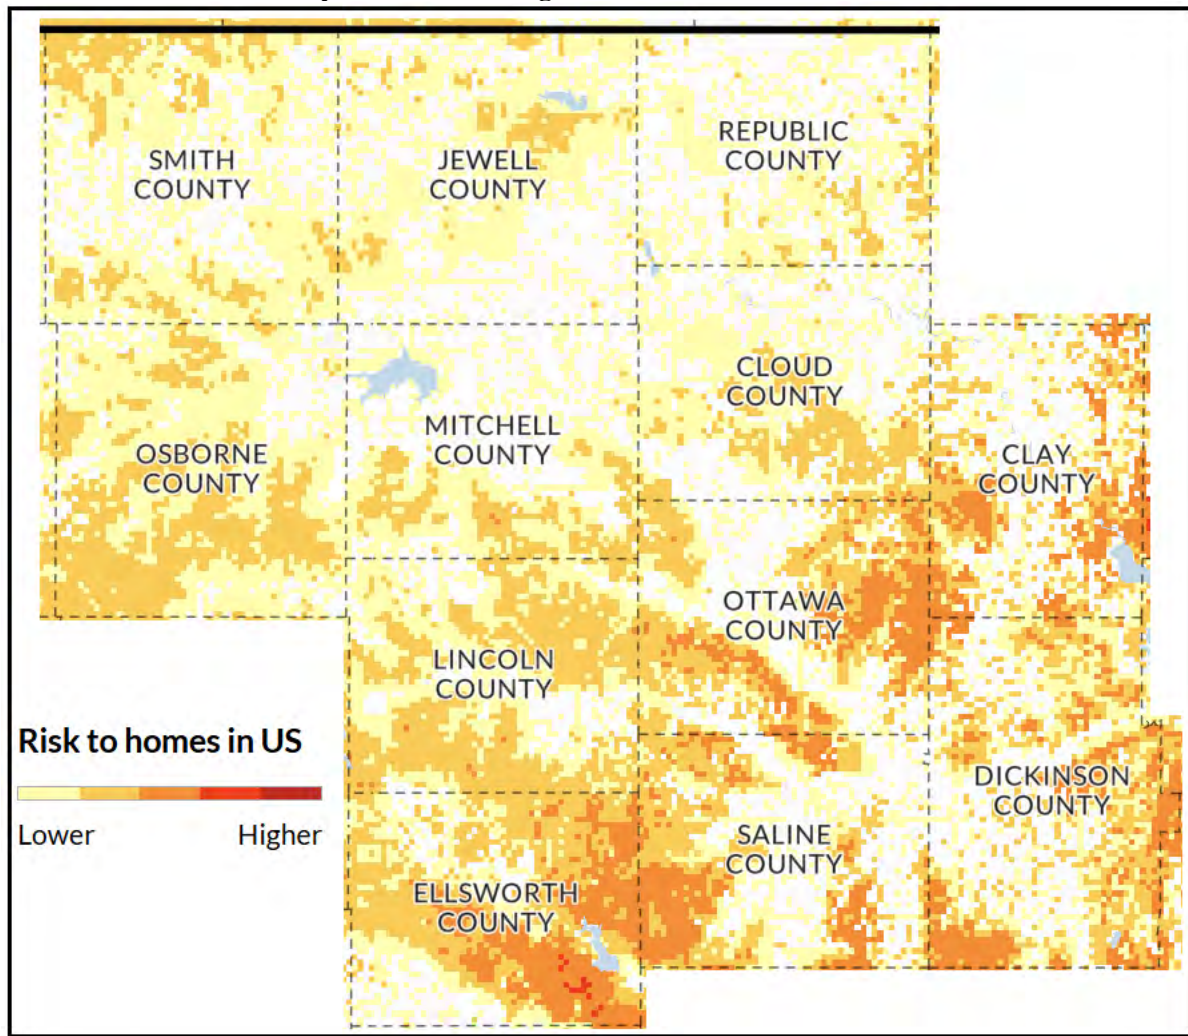 REPUBLIC
COUNTY
SMITH
COUNTY
JEWELL
COUNTY
CLOUD
COUNTY
MITCHELL
COUNTY
OSBORNE
COUNTY
CLAY
COUNTY
OTTAWA
COUNTY
LINCOLN
COUNTY
Risk to homes in US
Lower Higher
DICKINSON
COUNTY
SALINE
COUNTY
ELLSWORTH
COUNTY